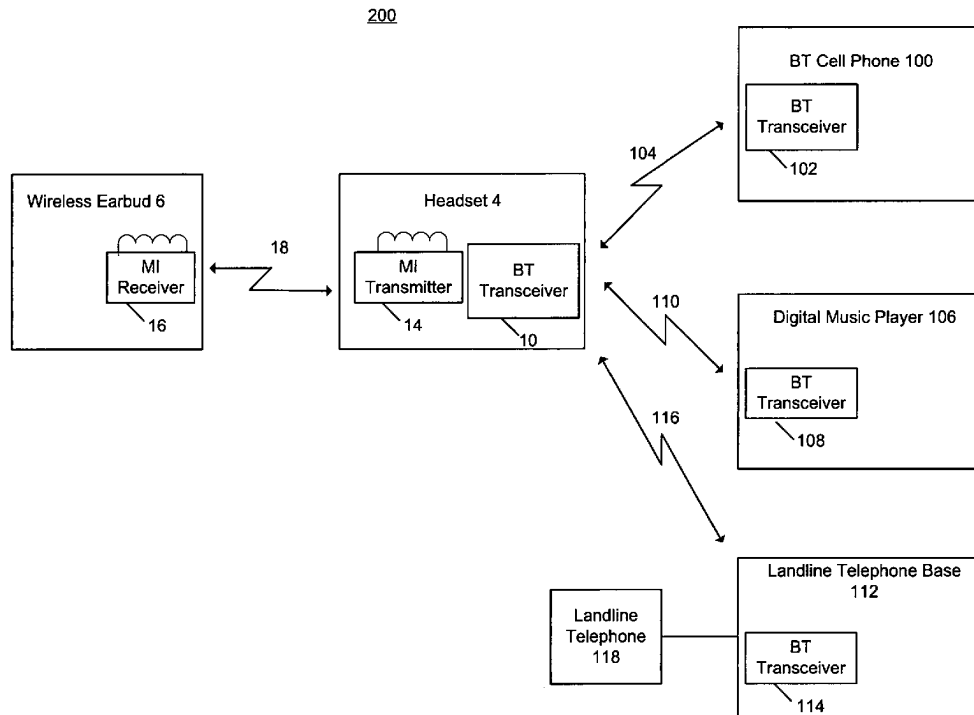 200
BT Cell Phone 100
BT
Transceiver
102
104
Wireless Earbud 6
MI
Receiver
16
18
Headset 4
MI
Transmitter
14
BT
Transceiver
10
110
Digital Music Player 106
BT
Transceiver
108
116
Landline Telephone Base
112
BT
Transceiver
114
Landline
Telephone
118